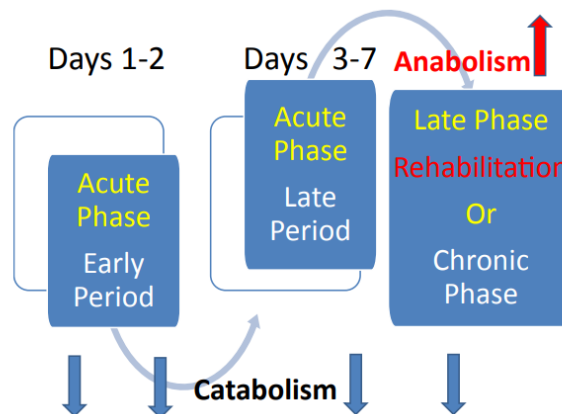 Days 1-2
Days 3-7
Anabolism
Acute
Phase
Early
Period
Acute
Phase
Late
Period
Late Phase
Rehabilitation
Or
Chronic
Phase
Catabolism